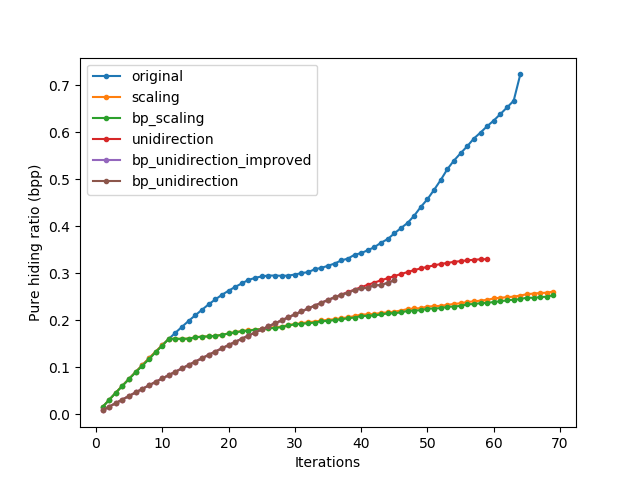 original
scaling
bp_scaling
unidirection
bp_unidirection_improved
bp_unidirection
Pure hiding ratio (bpp)
0.7
0.6
0.5
0.4
0.3
0.2
0.1
0.0
0 10 20 30 40 50 60 70
Iterations